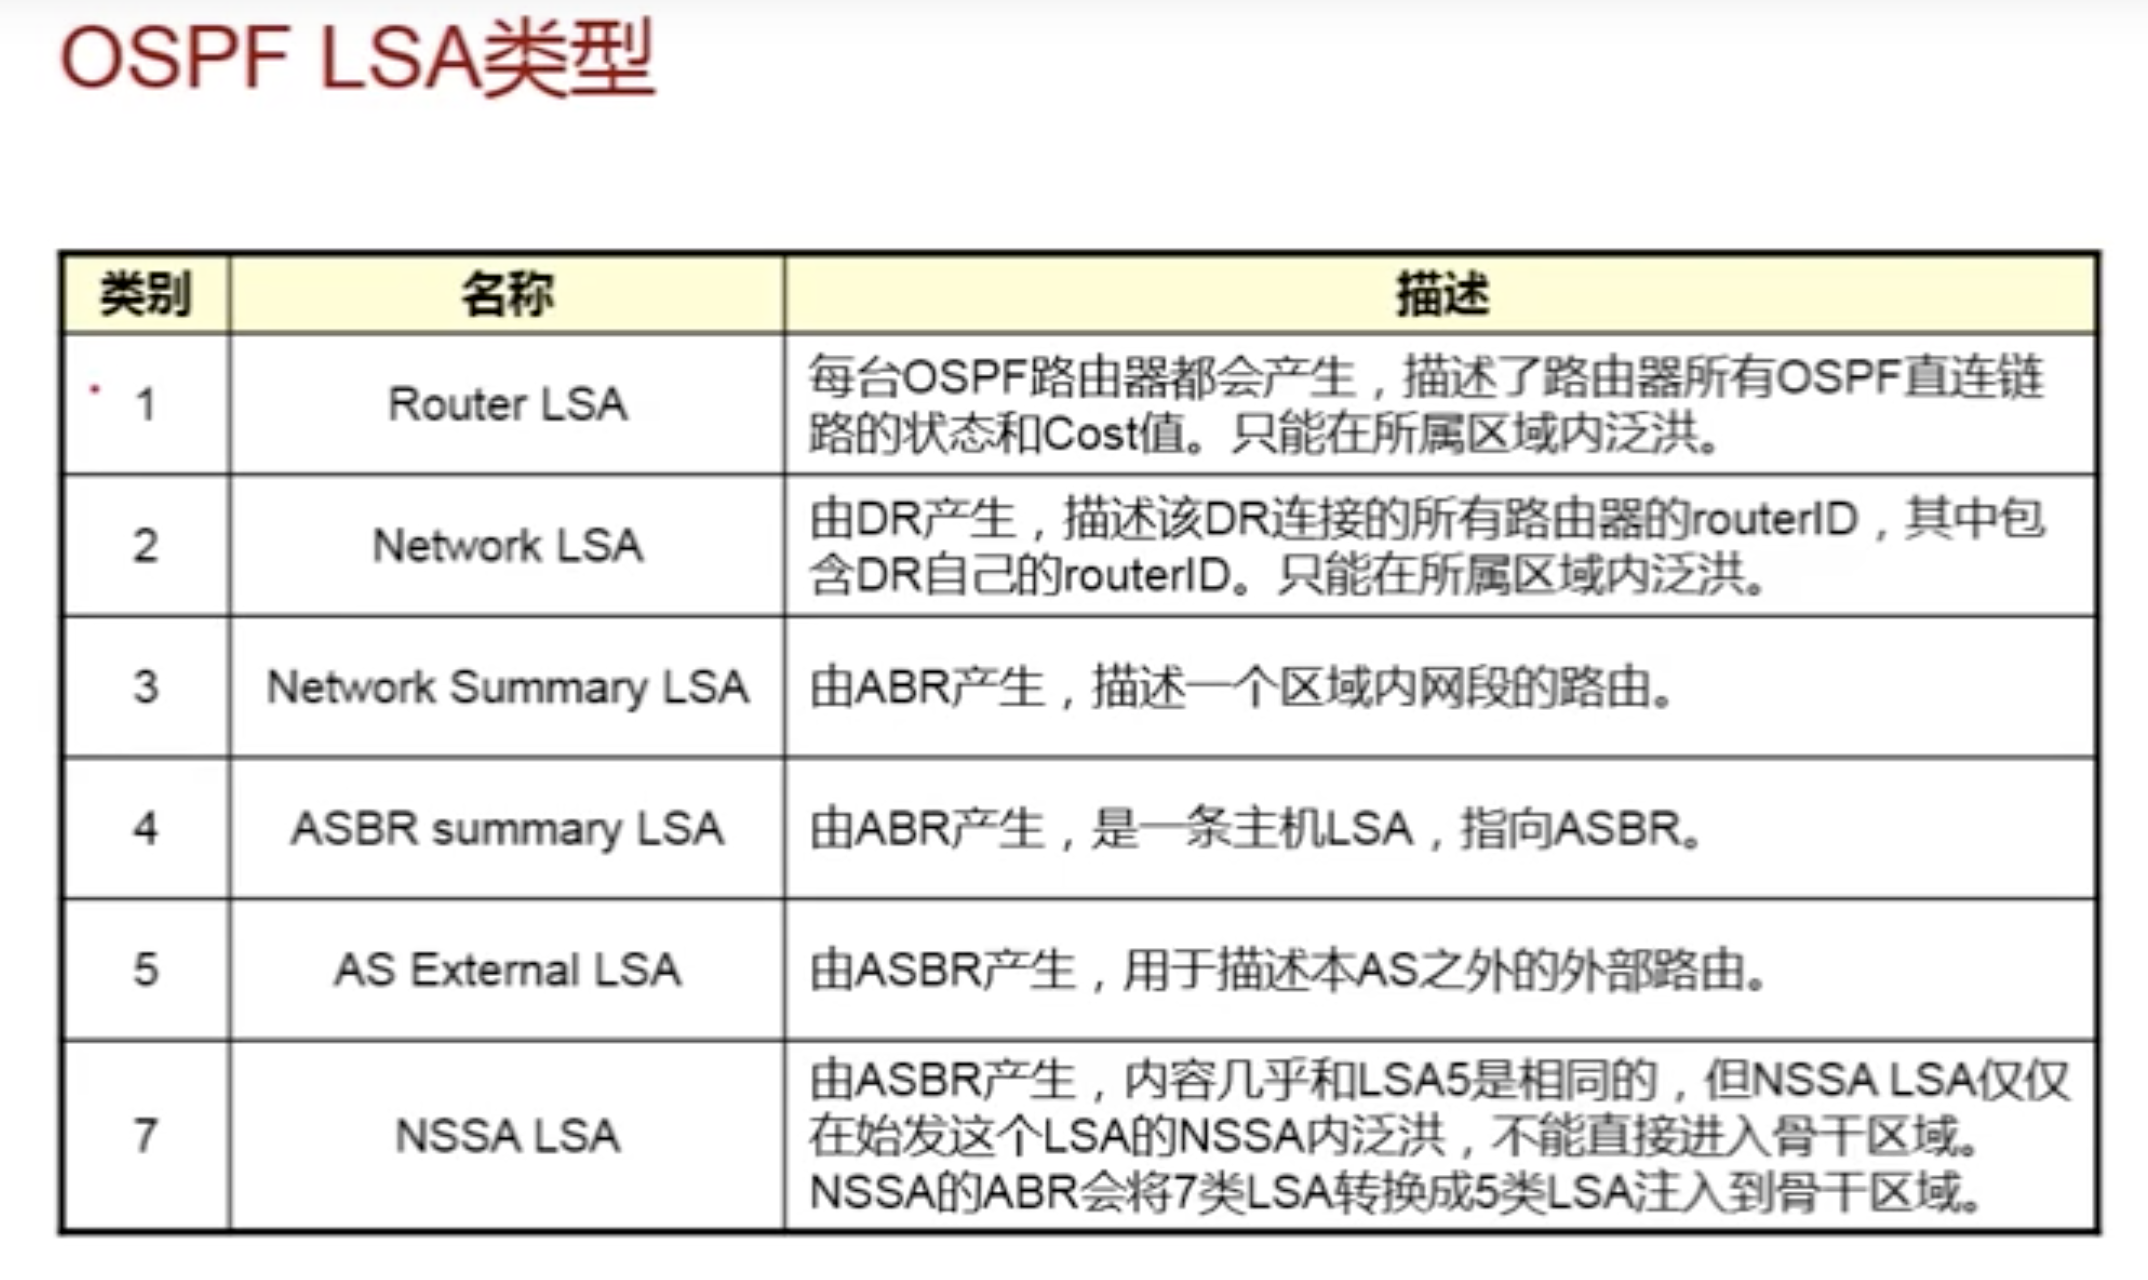 OSPF LSA类型
类别
名称
描述
1
Router LSA
每台OSPF路由器都会产生，描述了路由器所有OSPF直连链
路的状态和Cost值。只能在所属区域内泛洪。
2
Network LSA
由DR产生，描述该DR连接的所有路由器的routerID，其中包
含DR自己的routerID。只能在所属区域内泛洪。
3
Network Summary LSA
由ABR产生，描述一个区域内网段的路由。
4
ASBR summary LSA
由ABR产生，是一条主机LSA，指向ASBR。
5
AS External LSA
由ASBR产生，用于描述本AS之外的外部路由。
7
NSSA LSA
由ASBR产生，内容几乎和LSA5是相同的，但NSSA LSA仅仅
在始发这个LSA的NSSA内泛洪，不能直接进入骨干区域。
NSSA的ABR会将7类LSA转换成5类LSA注入到骨干区域。